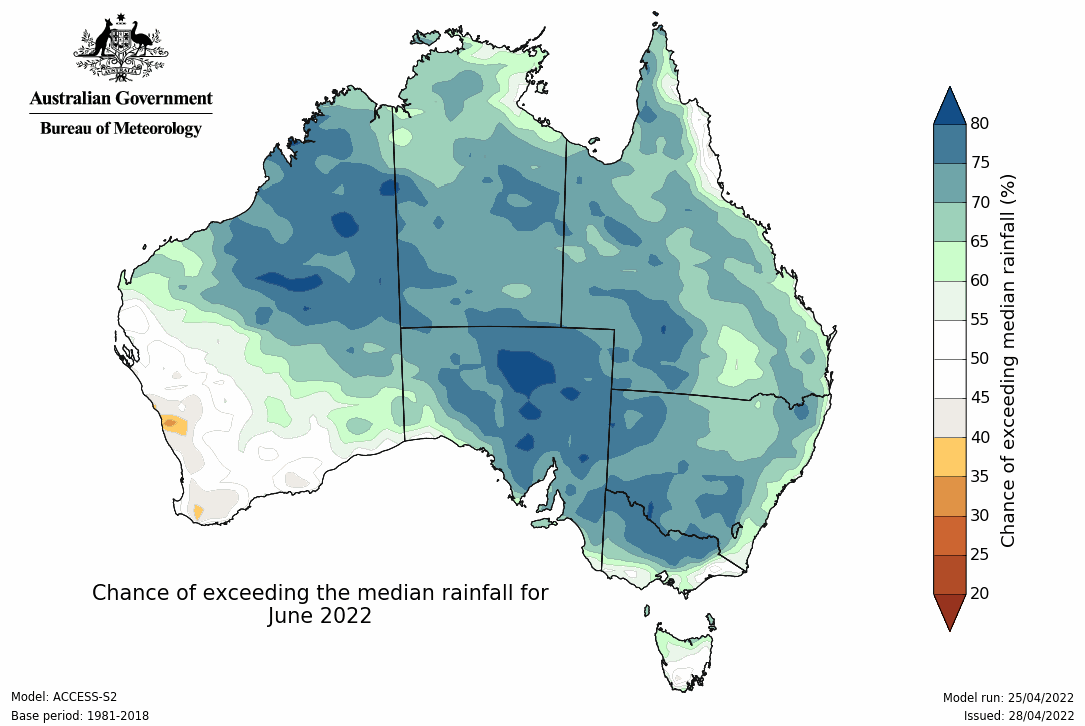 Australian Government
Bureau of Meteorology
80
75
70
65
60
55
50
45
40
35
30
25
20
Chance of exceeding median rainfall (%)
Chance of exceeding the median rainfall for
June 2022
Model: ACCESS-S2
Base period: 1981-2018
Model run: 25/04/2022
Issued: 28/04/2022